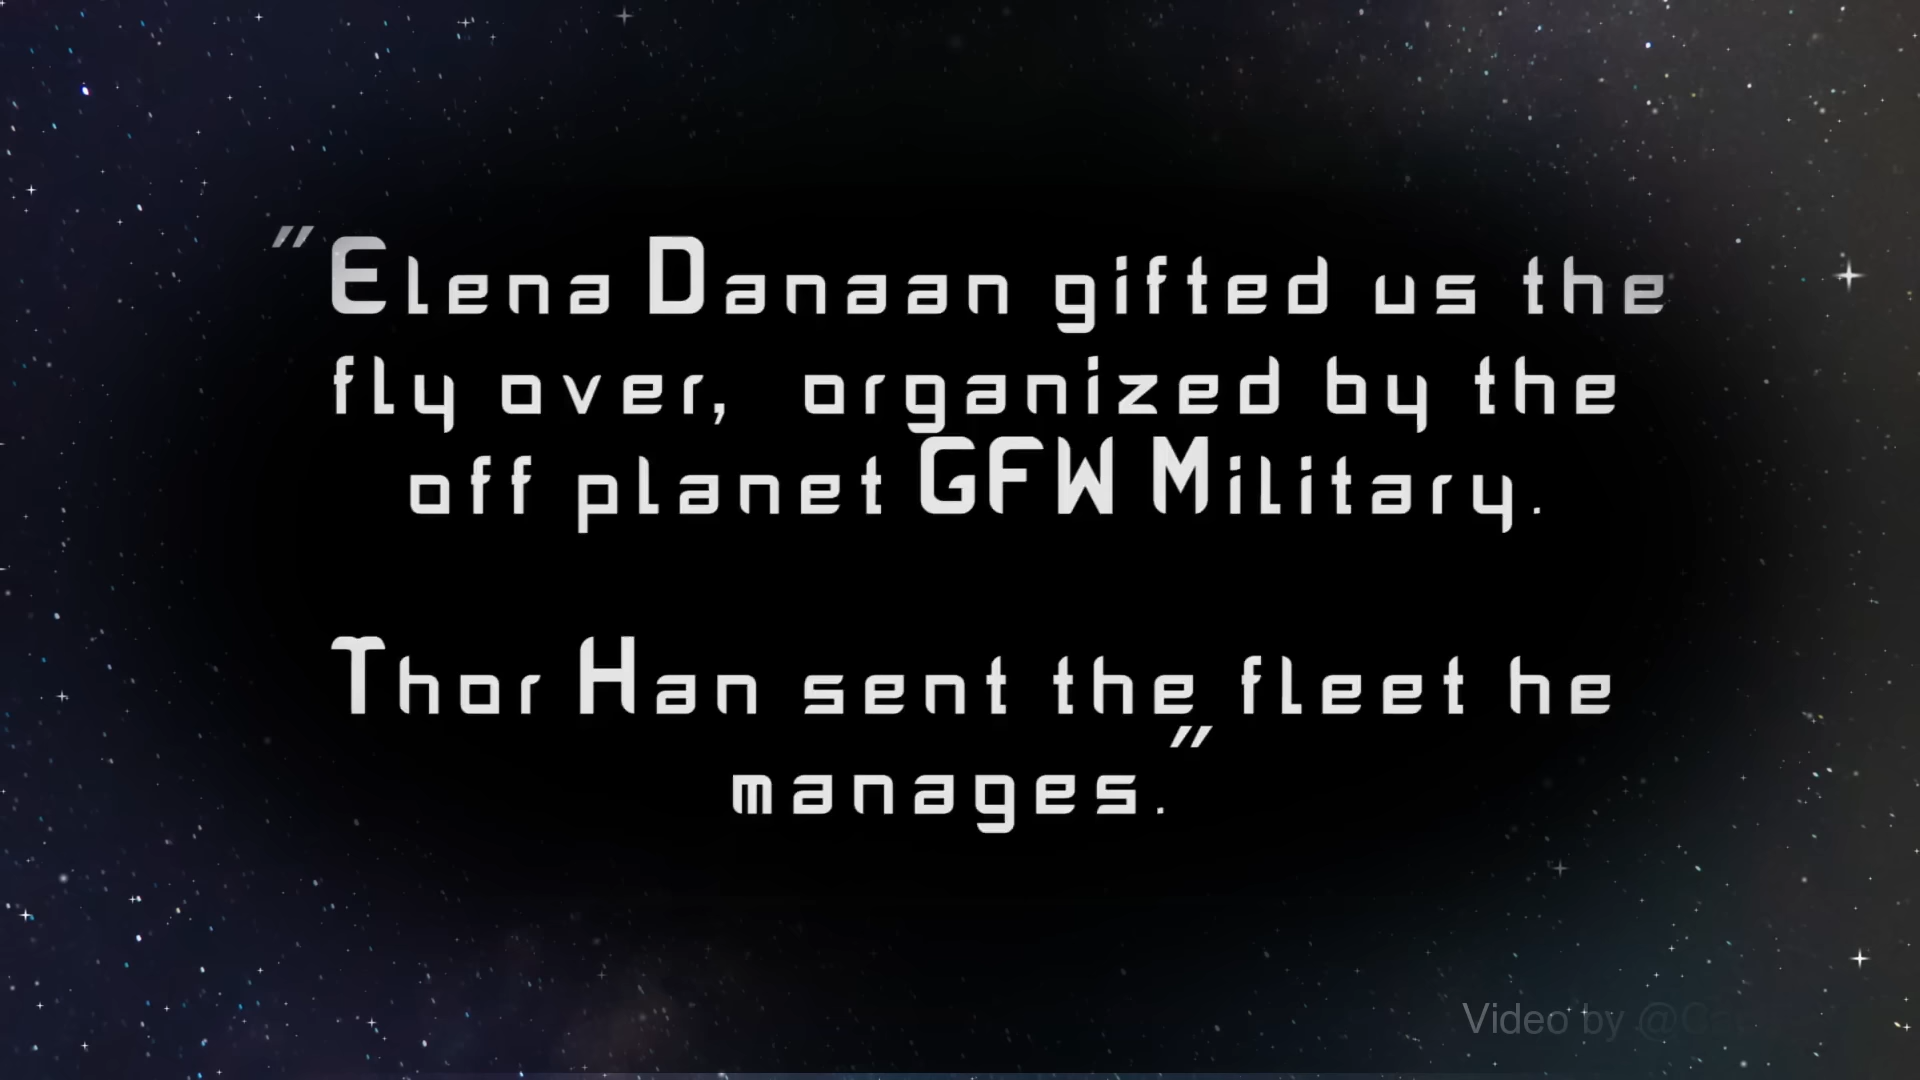 "Elena Danaan gifted us the
fly over, organized by the
off planet GFW Military.
Thor Han sent the fleet he
manages."
Video by